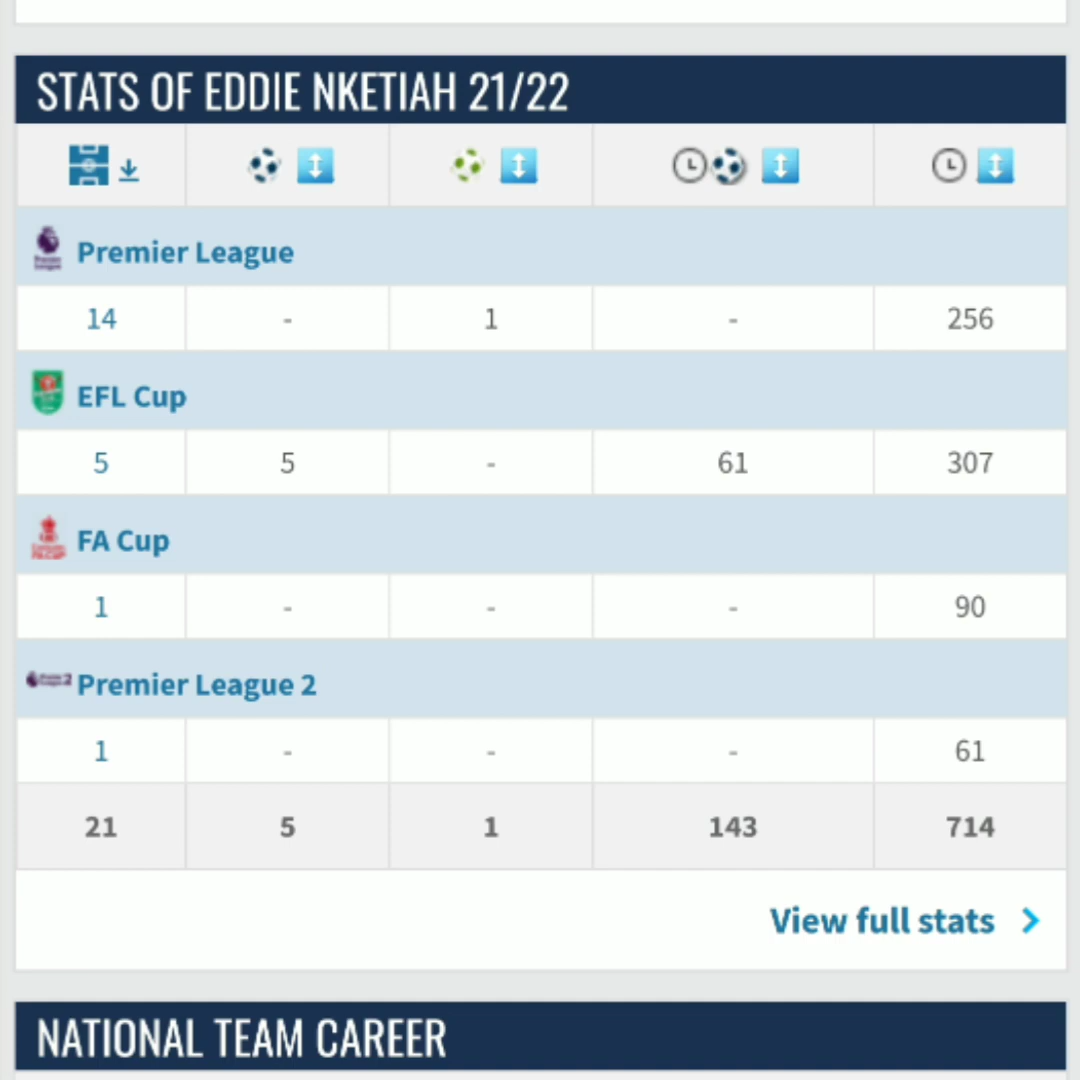 STATS OF EDDIE NKETIAH 21/22
Premier League
14 - 1 - 256
EFL Cup
5 5 - 61 307
FA Cup
1 - - - 90
Premier League 2
1 - - - 61
21 5 1 143 714
View full stats
NATIONAL TEAM CAREER